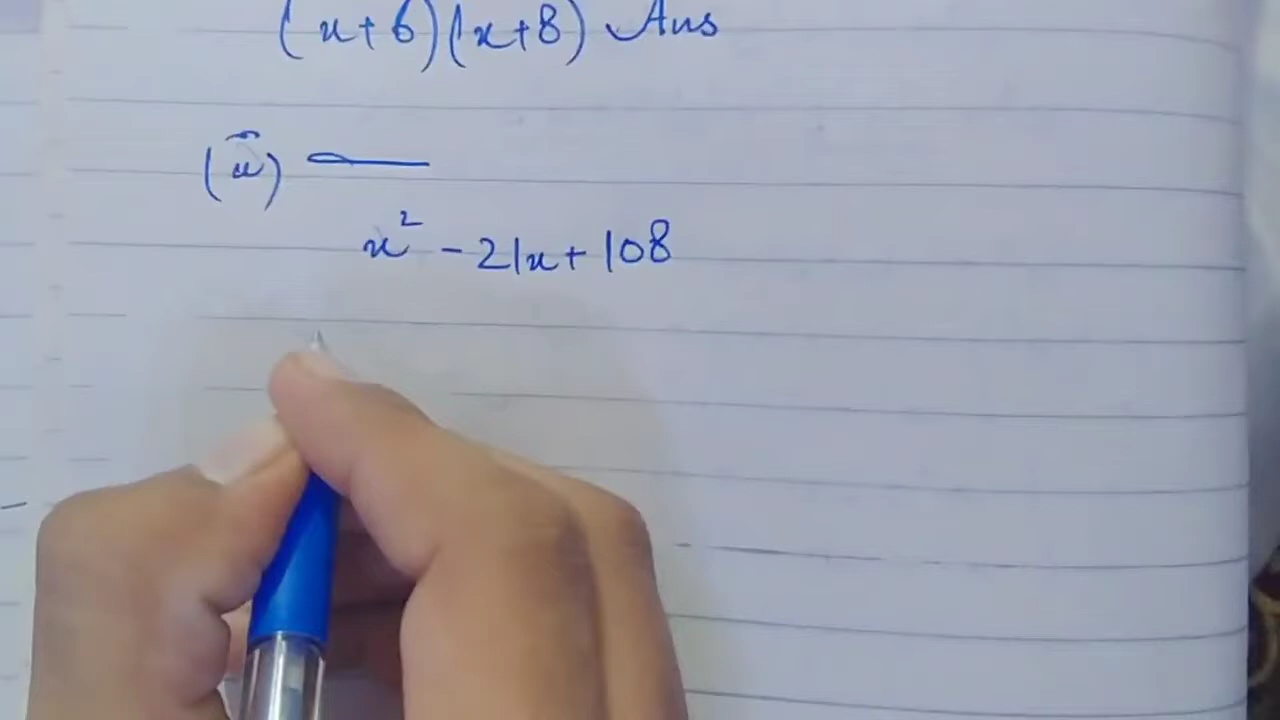 (x+6)(x+8) Ans
(ii) —
x² - 21x + 108